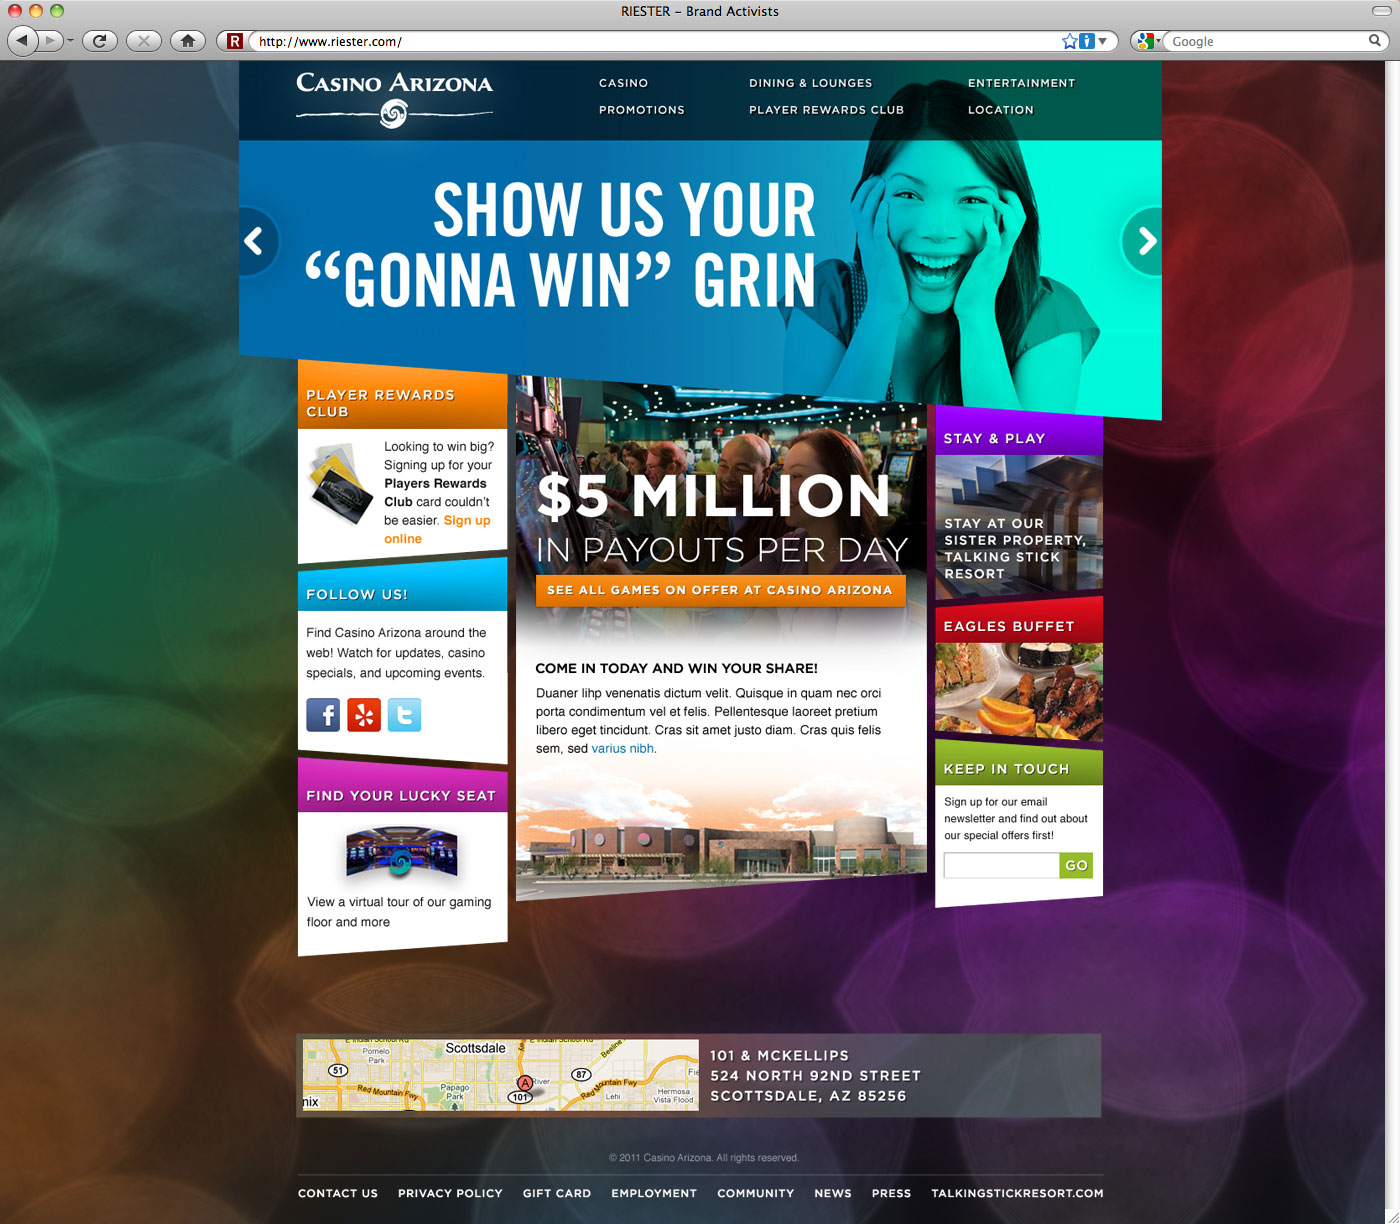 RIESTER – Brand Activists
R
http://www.riester.com/
Google
CASINO ARIZONA
CASINO
DINING & LOUNGES
ENTERTAINMENT
PROMOTIONS
PLAYER REWARDS CLUB
LOCATION
SHOW US YOUR
“GONNA WIN” GRIN
PLAYER REWARDS
CLUB
Looking to win big?
Signing up for your
Players Rewards
Club card couldn't
be easier. Sign up
online
FOLLOW US!
Find Casino Arizona around the
web! Watch for updates, casino
specials, and upcoming events.
FIND YOUR LUCKY SEAT
View a virtual tour of our gaming
floor and more
$5 MILLION
IN PAYOUTS PER DAY
SEE ALL GAMES ON OFFER AT CASINO ARIZONA
COME IN TODAY AND WIN YOUR SHARE!
Duaner lihp venenatis dictum velit. Quisque in quam nec orci
porta condimentum vel et felis. Pellentesque laoreet pretium
libero eget tincidunt. Cras sit amet justo diam. Cras quis felis
sem, sed varius nibh.
STAY & PLAY
STAY AT OUR
SISTER PROPERTY,
TALKING STICK
RESORT
EAGLES BUFFET
KEEP IN TOUCH
Sign up for our email
newsletter and find out about
our special offers first!
GO
E Indian School Rd
Scottsdale
Pomelo
Park
51
87
Beeline
Red Mountain Fwy
Papago
Park
A
River
101
Red Mountain Fwy
Lehi
Hermosa
Vista Flood
nix
101 & MCKELLIPS
524 NORTH 92ND STREET
SCOTTSDALE, AZ 85256
© 2011 Casino Arizona. All rights reserved.
CONTACT US
PRIVACY POLICY
GIFT CARD
EMPLOYMENT
COMMUNITY
NEWS
PRESS
TALKINGSTICKRESORT.COM